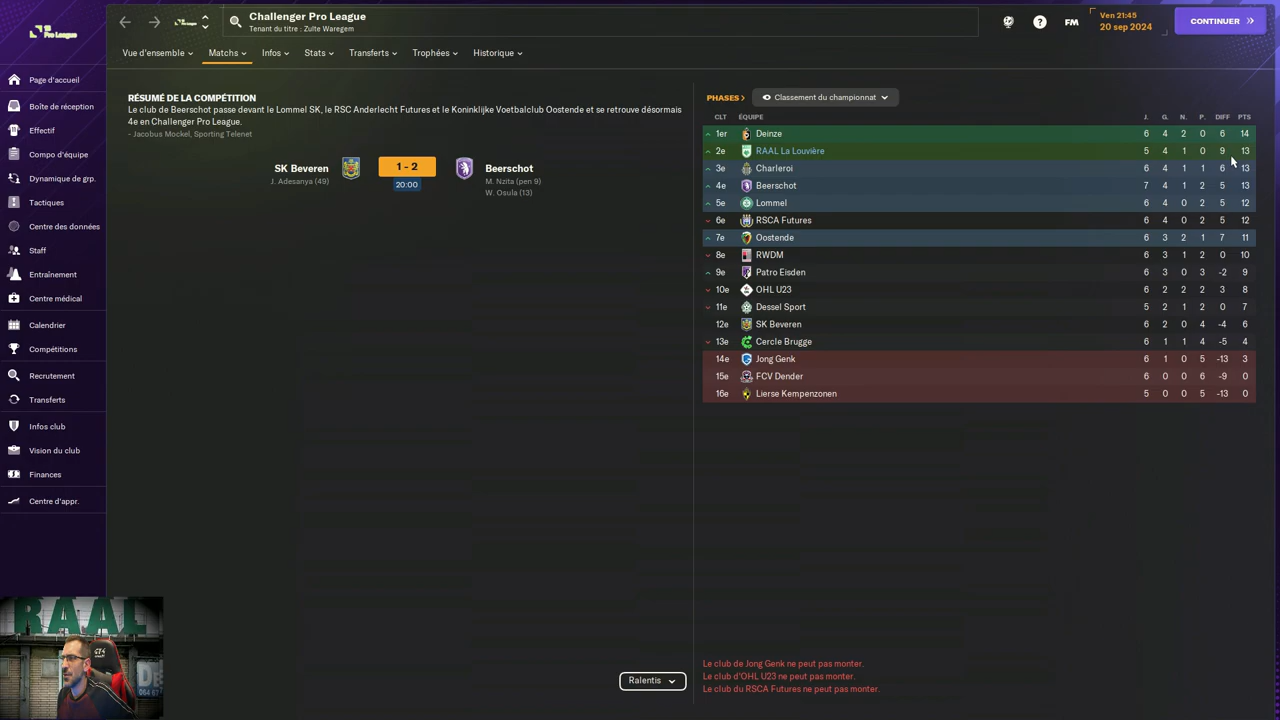 Challenger Pro League
Tenant du titre : Zulte Waregem
FM
Ven 21:45
20 sep 2024
CONTINUER
Vue d'ensemble
Matchs
Infos
Stats
Transferts
Trophées
Historique
Page d'accueil
Boîte de réception
Effectif
Compo d'équipe
Dynamique de grp.
Tactiques
Centre des données
Staff
Entraînement
Centre médical
Calendrier
Compétitions
Recrutement
Transferts
Infos club
Vision du club
Finances
Centre d'appr.
RÉSUMÉ DE LA COMPÉTITION
Le club de Beerschot passe devant le Lommel SK, le RSC Anderlecht Futures et le Koninklijke Voetbalclub Oostende et se retrouve désormais
4e en Challenger Pro League.
- Jacobus Mockel, Sporting Telenet
SK Beveren 1 - 2 Beerschot
J. Adesanya (49) 20:00 M. Nzita (pen 9)
W. Osula (13)
PHASES > Classement du championnat
CLT ÉQUIPE J. G. N. P. DIFF PTS
1er Deinze 6 4 2 0 6 14
2e RAAL La Louvière 5 4 1 0 9 13
3e Charleroi 6 4 1 1 6 13
4e Beerschot 7 4 1 2 5 13
5e Lommel 6 4 0 2 5 12
6e RSCA Futures 6 4 0 2 5 12
7e Oostende 6 3 2 1 7 11
8e RWDM 6 3 1 2 0 10
9e Patro Eisden 6 3 0 3 -2 9
10e OHL U23 6 2 2 2 3 8
11e Dessel Sport 5 2 1 2 0 7
12e SK Beveren 6 2 0 4 -4 6
13e Cercle Brugge 6 1 1 4 -5 4
14e Jong Genk 6 1 0 5 -13 3
15e FCV Dender 6 0 0 6 -9 0
16e Lierse Kempenzonen 5 0 0 5 -13 0
Le club de Jong Genk ne peut pas monter.
Le club d'OHL U23 ne peut pas monter.
Le club du RSCA Futures ne peut pas monter.
Ralentis
RAAL